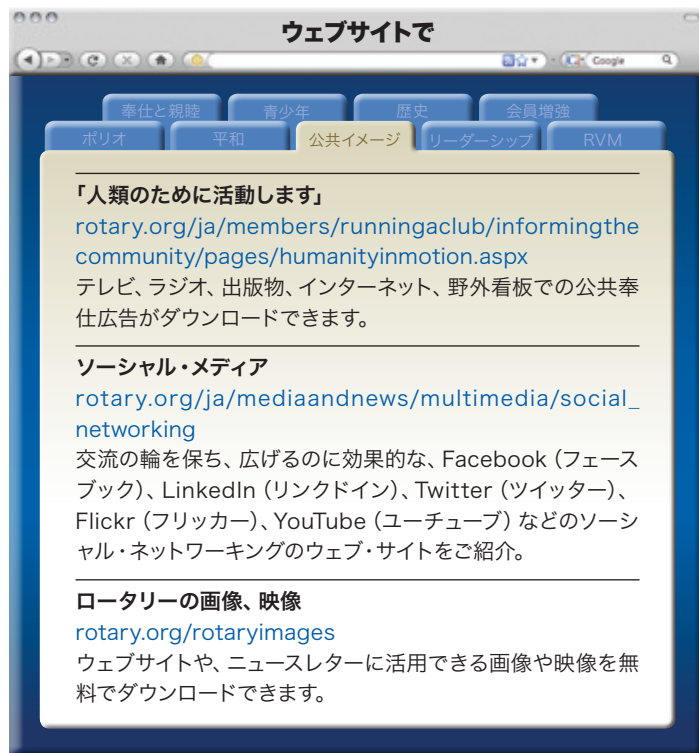 ウェブサイトで
Google
奉仕と親睦 青少年 歴史 会員増強
ポリオ 平和 公共イメージ リーダーシップ RVM
「人類のために活動します」
rotary.org/ja/members/runningaclub/informingthe
community/pages/humanityinmotion.aspx
テレビ、ラジオ、出版物、インターネット、野外看板での公共奉
仕広告がダウンロードできます。
ソーシャル・メディア
rotary.org/ja/mediaandnews/multimedia/social_
networking
交流の輪を保ち、広げるのに効果的な、Facebook（フェース
ブック）、LinkedIn（リンクドイン）、Twitter（ツイッター）、
Flickr（フリッカー）、YouTube（ユーチューブ）などのソーシ
ャル・ネットワーキングのウェブ・サイトをご紹介。
ロータリーの画像、映像
rotary.org/rotaryimages
ウェブサイトや、ニュースレターに活用できる画像や映像を無
料でダウンロードできます。